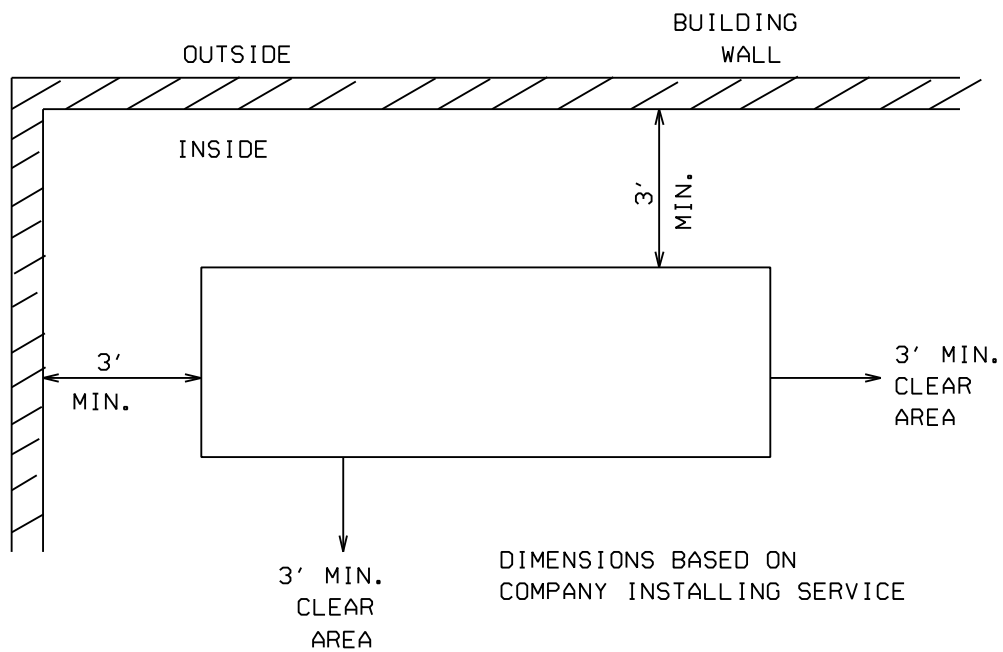 BUILDING
WALL
OUTSIDE
INSIDE
3'
MIN.
3'
MIN.
3' MIN.
CLEAR
AREA
3' MIN.
CLEAR
AREA
DIMENSIONS BASED ON
COMPANY INSTALLING SERVICE